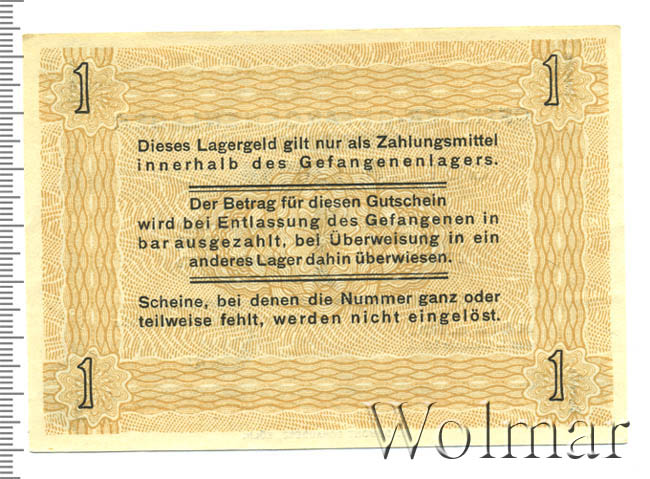 1 1
Dieses Lagergeld gilt nur als Zahlungsmittel
innerhalb des Gefangenenlagers.
Der Betrag für diesen Gutschein
wird bei Entlassung des Gefangenen in
bar ausgezahlt, bei Überweisung in ein
anderes Lager dahin überwiesen.
Scheine, bei denen die Nummer ganz oder
teilweise fehlt, werden nicht eingelöst.
1 1
Wolmar